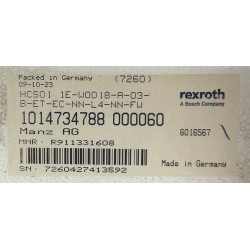 Packed in Germany (7260)
09-10-23
HCS01.1E-W0018-A-03-
B-ET-EC-NN-L4-NN-FW
rexroth
A Bosch Company
1014734788 000060
Manz AG
6016567
MNR: R911331608
Made in Germany
SN: 7260427413592